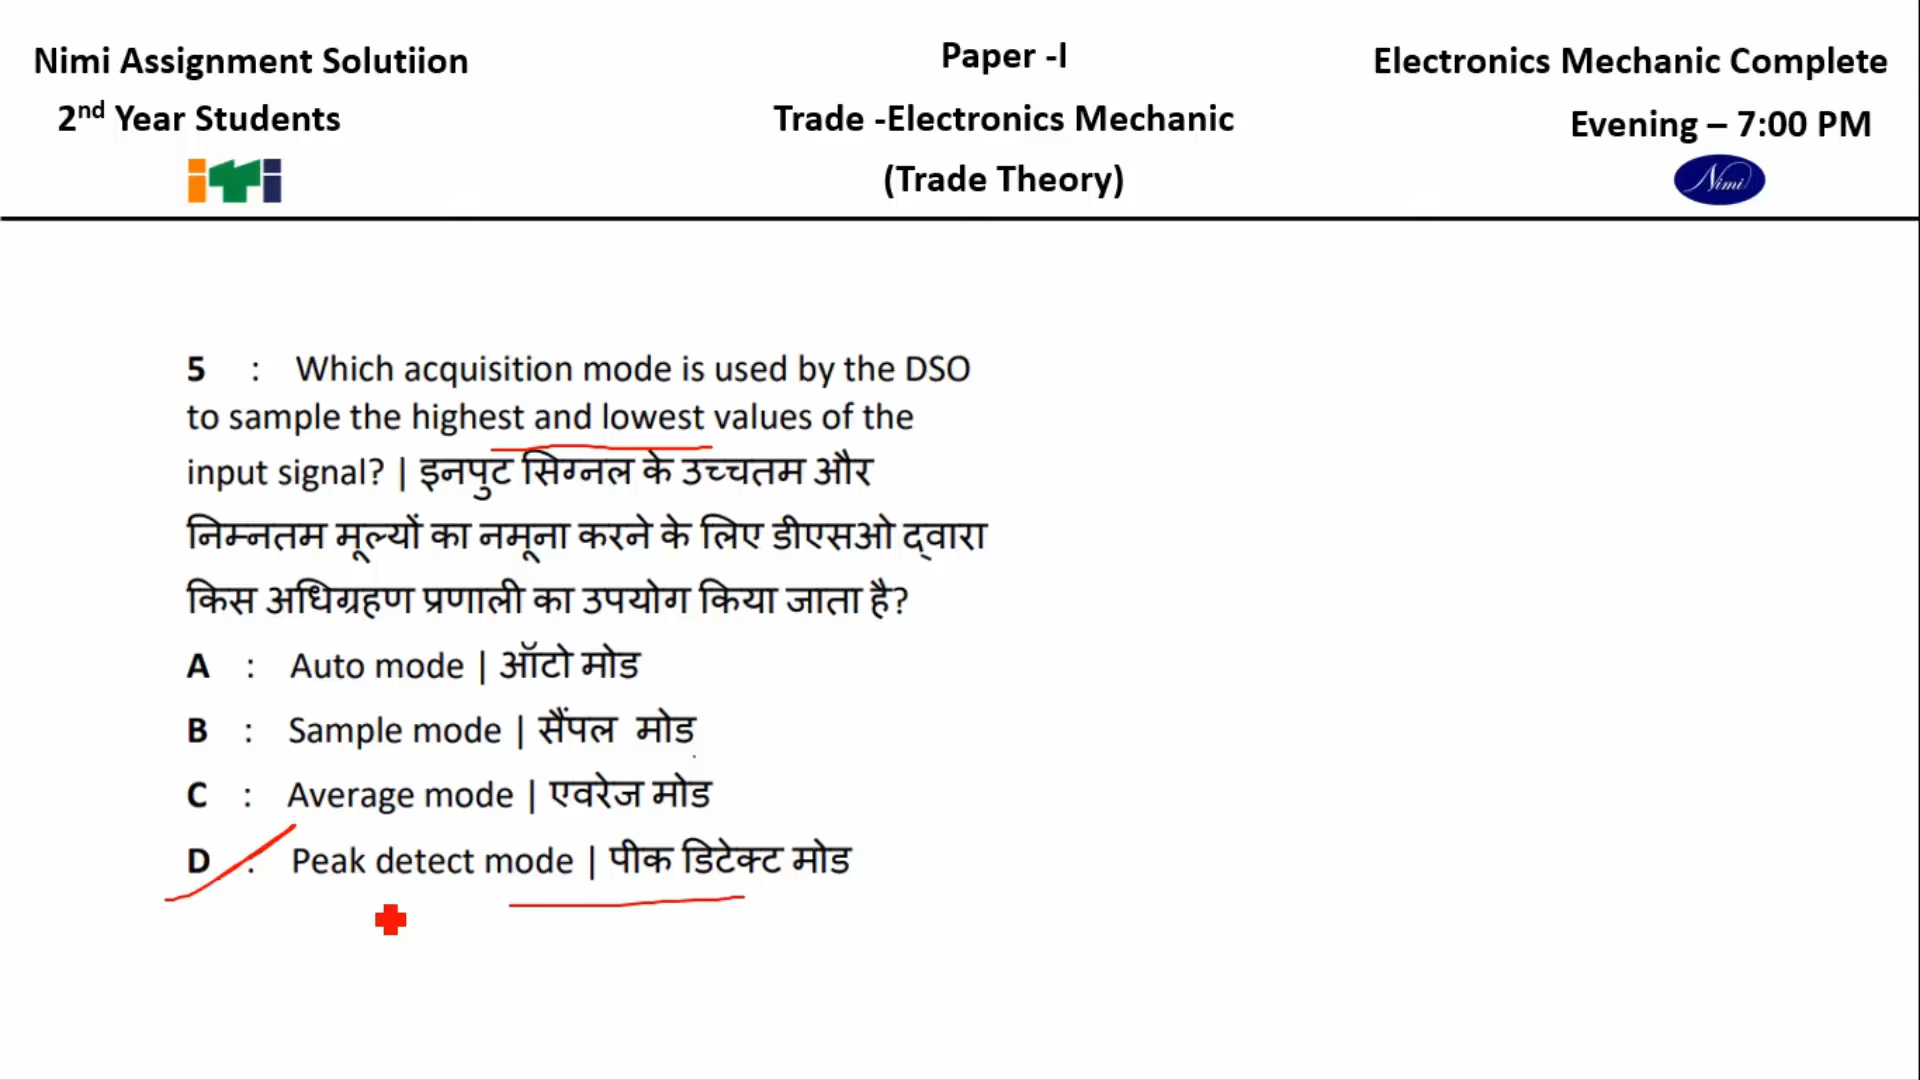 Nimi Assignment Solutiion
2nd Year Students
iTi
Paper -I
Trade -Electronics Mechanic
(Trade Theory)
Electronics Mechanic Complete
Evening – 7:00 PM
Nimi
5 : Which acquisition mode is used by the DSO
to sample the highest and lowest values of the
input signal? | इनपुट सिग्नल के उच्चतम और
निम्नतम मूल्यों का नमूना करने के लिए डीएसओ द्वारा
किस अधिग्रहण प्रणाली का उपयोग किया जाता है?
A : Auto mode | ऑटो मोड
B : Sample mode | सैंपल मोड
C : Average mode | एवरेज मोड
D : Peak detect mode | पीक डिटेक्ट मोड